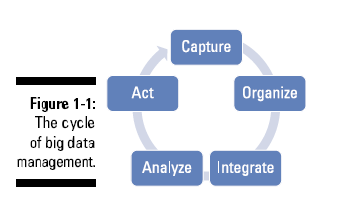 Capture
Organize
Integrate
Analyze
Act
Figure 1-1:
The cycle
of big data
management.